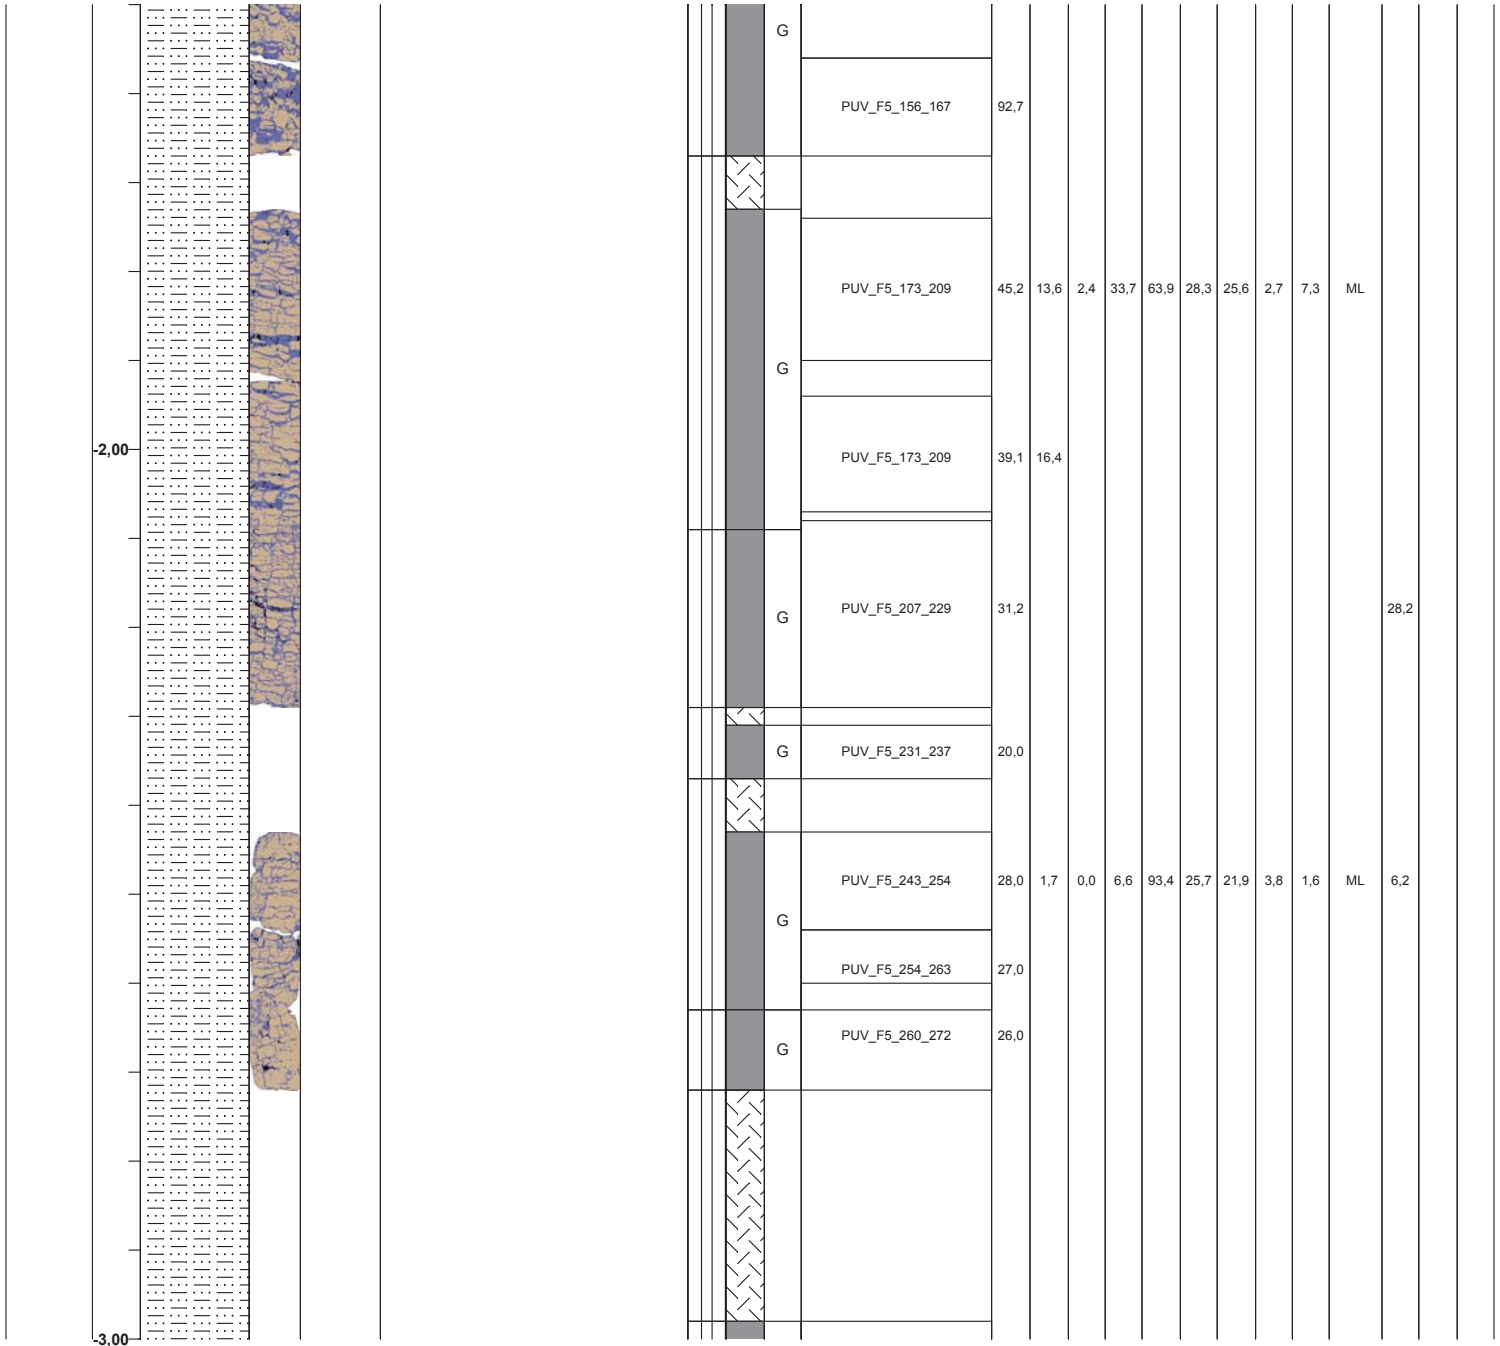 G
PUV_F5_156_167 92,7
PUV_F5_173_209 45,2 13,6 2,4 33,7 63,9 28,3 25,6 2,7 7,3 ML
G
-2,00 PUV_F5_173_209 39,1 16,4
PUV_F5_207_229 31,2 28,2
G
G PUV_F5_231_237 20,0
PUV_F5_243_254 28,0 1,7 0,0 6,6 93,4 25,7 21,9 3,8 1,6 ML 6,2
G
PUV_F5_254_263 27,0
PUV_F5_260_272 26,0
G
-3,00